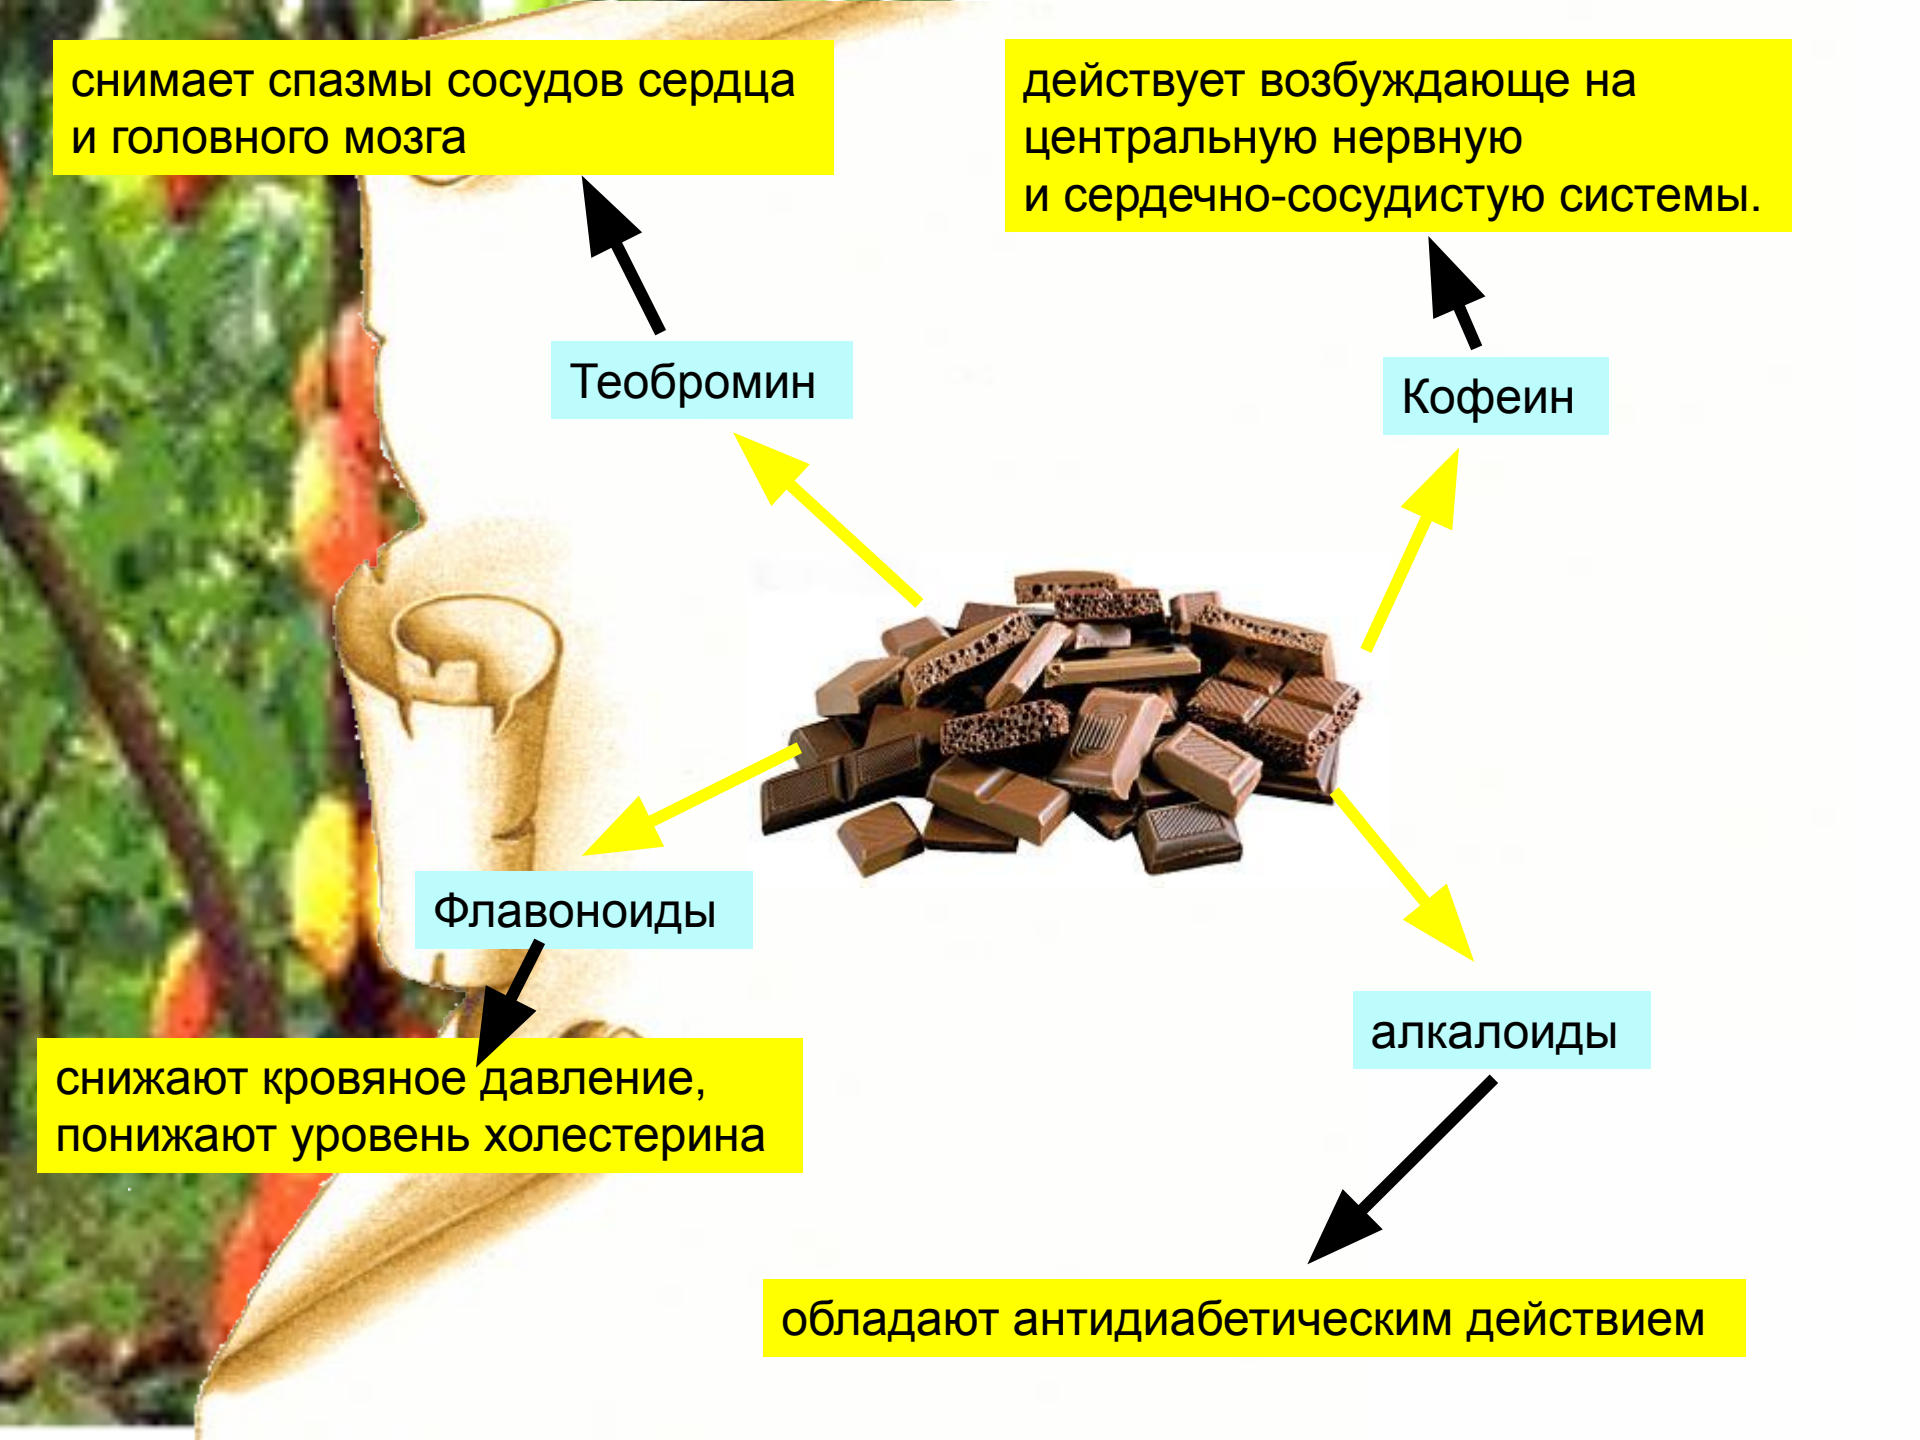 снимает спазмы сосудов сердца
и головного мозга
действует возбуждающе на
центральную нервную
и сердечно-сосудистую системы.
Теобромин
Кофеин
Флавоноиды
снижают кровяное давление,
понижают уровень холестерина
алкалоиды
обладают антидиабетическим действием